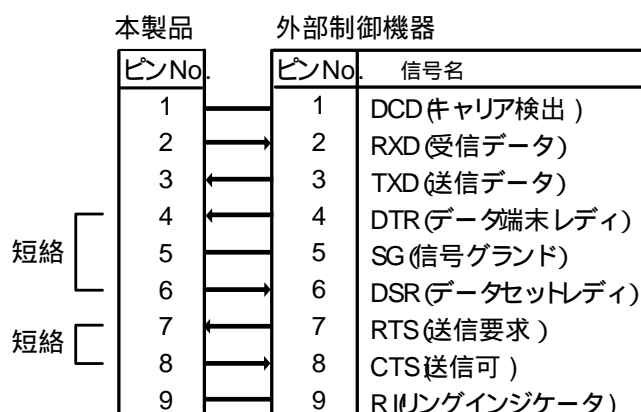 本製品 外部制御機器
ピンNo. ピンNo. 信号名
1 1 DCD(キャリア検出)
2 2 RXD(受信データ)
3 3 TXD(送信データ)
4 4 DTR(データ端末レディ)
短絡 5 5 SG(信号グランド)
6 6 DSR(データセットレディ)
7 7 RTS(送信要求)
短絡
8 8 CTS(送信可)
9 9 RI(リングインジケータ)